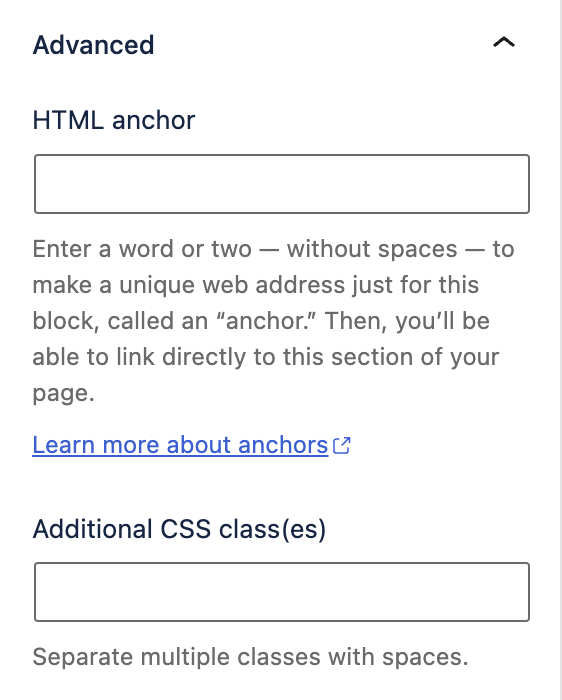 Advanced
HTML anchor
Enter a word or two — without spaces — to
make a unique web address just for this
block, called an “anchor.” Then, you’ll be
able to link directly to this section of your
page.
Learn more about anchors
Additional CSS class(es)
Separate multiple classes with spaces.